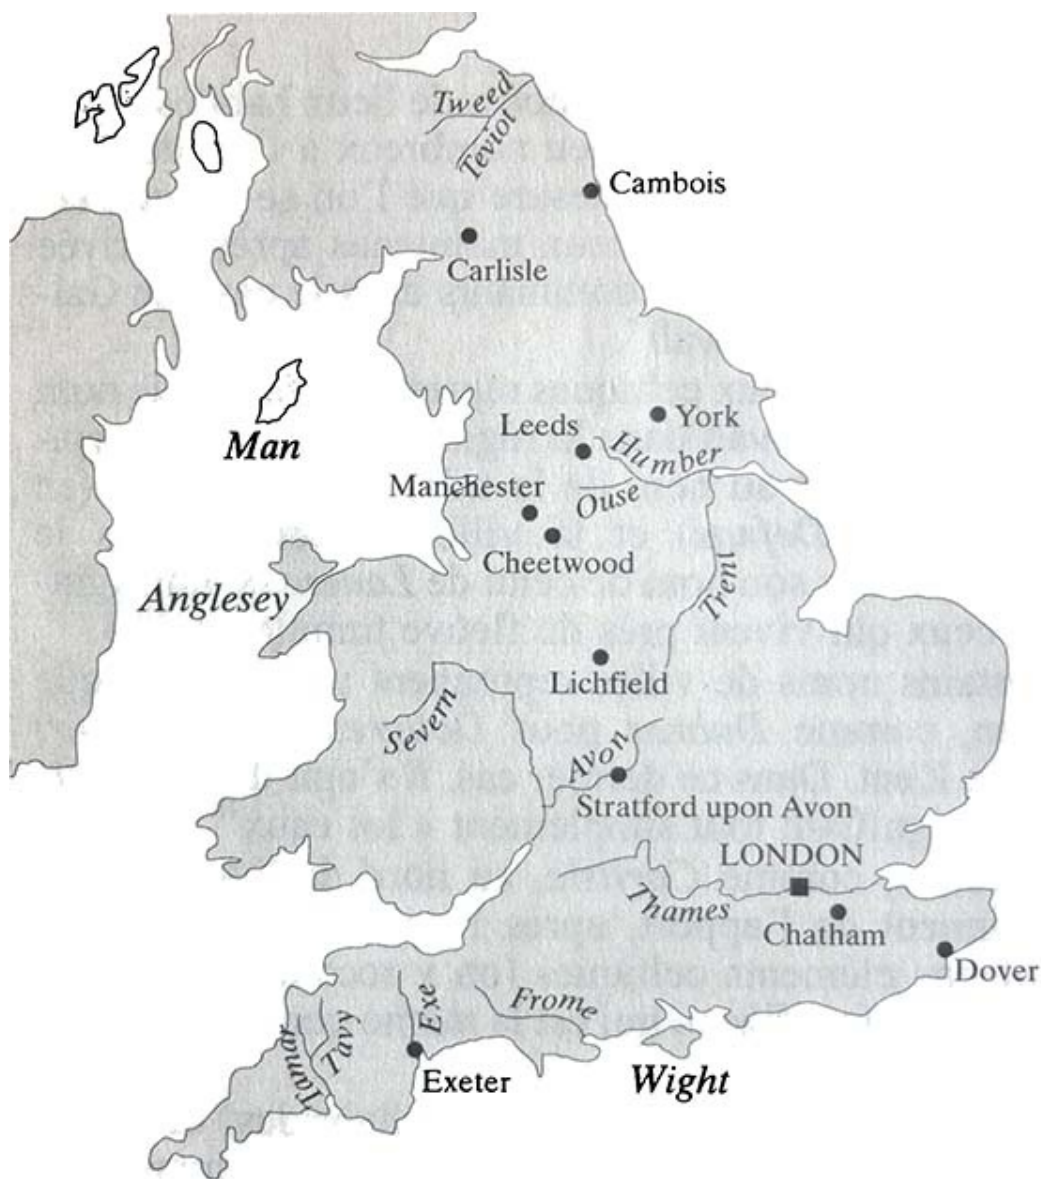 Tweed
Teviot
Cambois
Carlisle
Man
York
Leeds
Humber
Manchester
Ouse
Cheetwood
Anglesey
Trent
Lichfield
Severn
Avon
Stratford upon Avon
LONDON
Thames
Chatham
Dover
Exe
Frome
Tavy
Tamar
Exeter
Wight